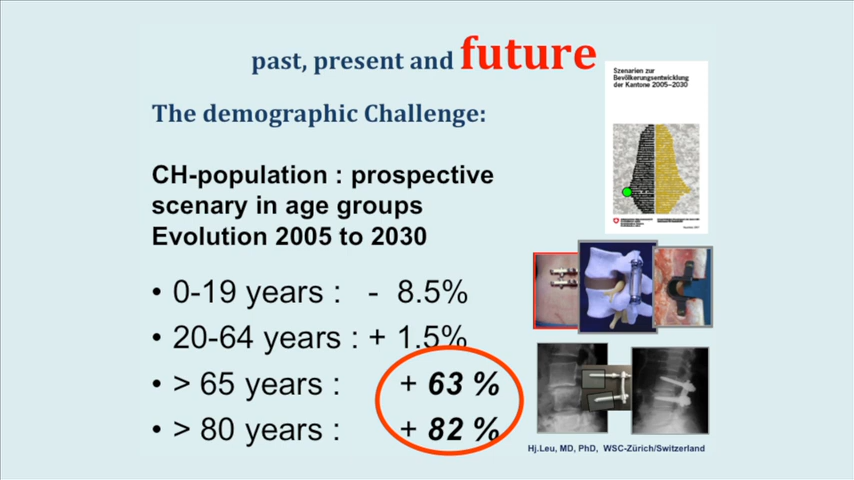 past, present and future
Szenarien zur
Bevölkerungsentwicklung
der Kantone 2005–2030
The demographic Challenge:
CH-population : prospective
scenary in age groups
Evolution 2005 to 2030
• 0-19 years : - 8.5%
• 20-64 years : + 1.5%
• > 65 years : + 63 %
• > 80 years : + 82 %
Hj.Leu, MD, PhD, WSC-Zürich/Switzerland